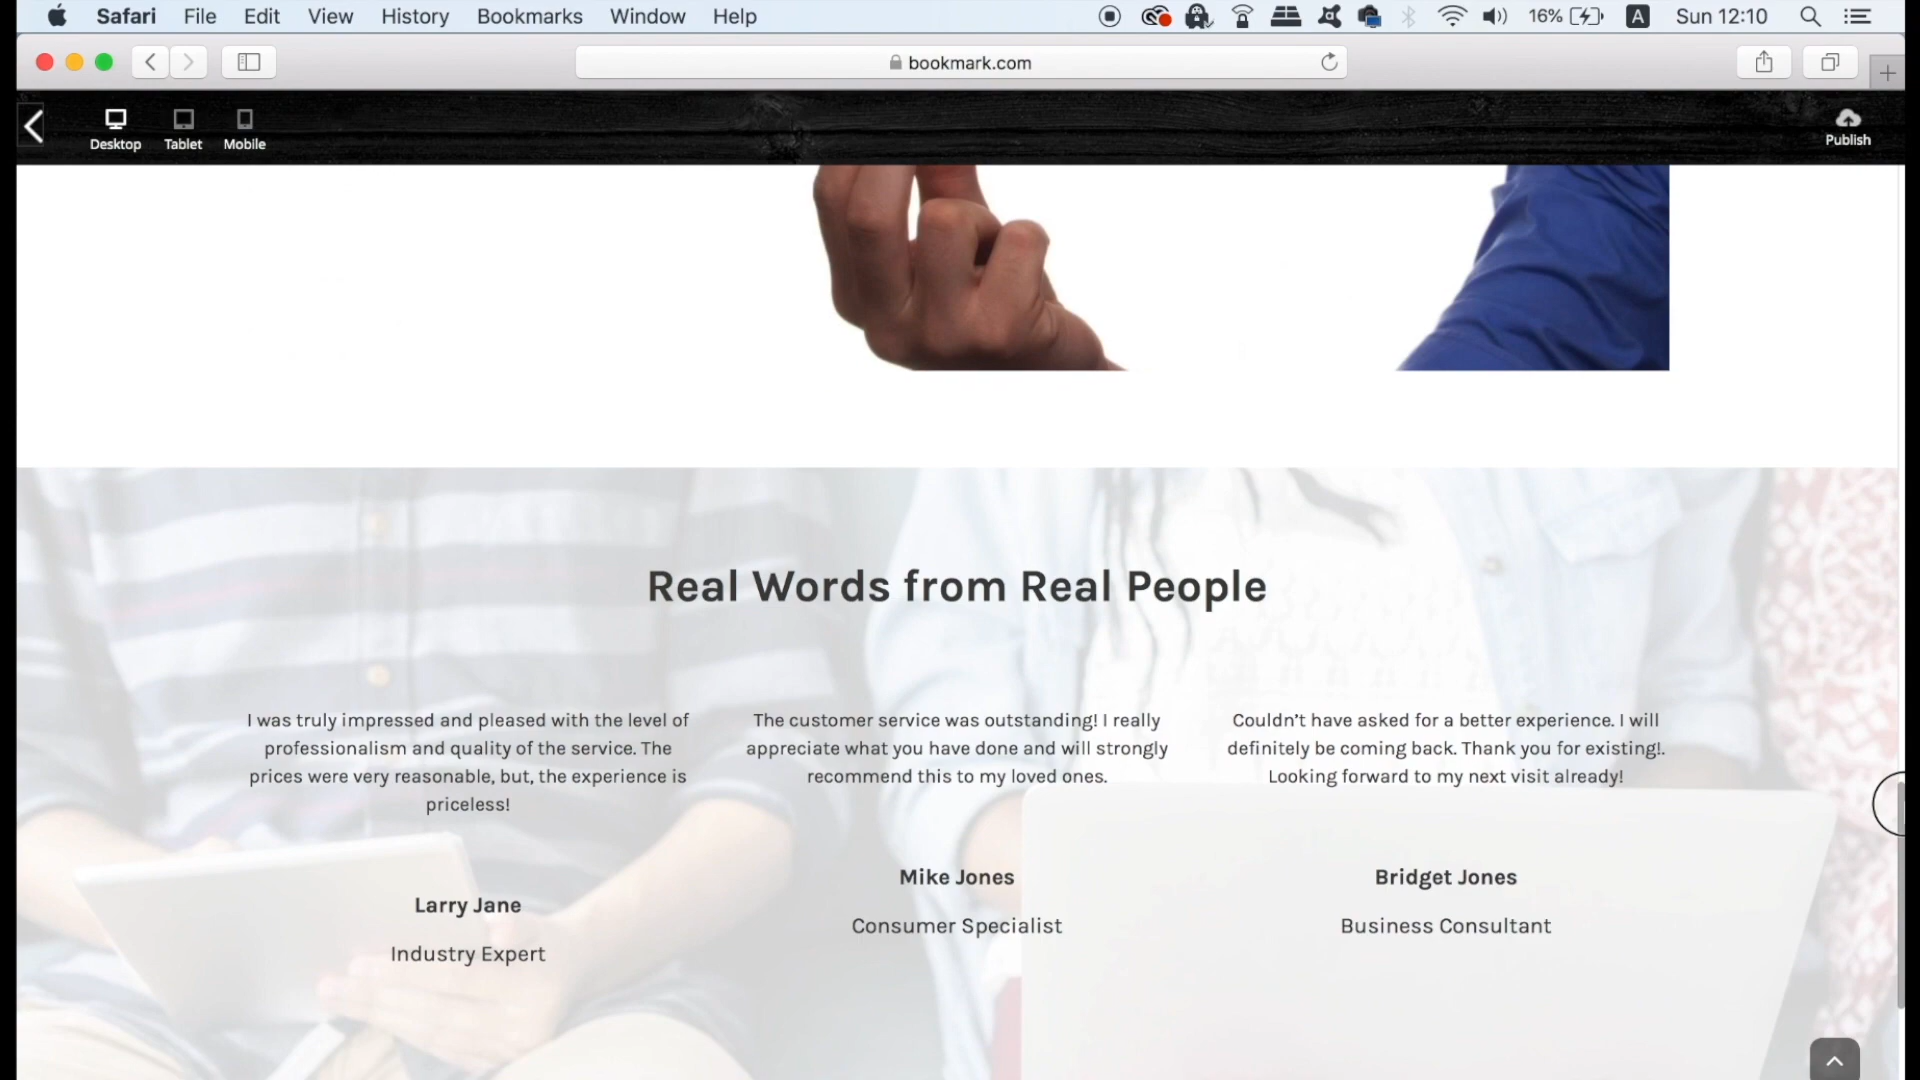 Safari File Edit View History Bookmarks Window Help 16% A Sun 12:10
bookmark.com
Desktop Tablet Mobile Publish
Real Words from Real People
I was truly impressed and pleased with the level of
professionalism and quality of the service. The
prices were very reasonable, but, the experience is
priceless!
Larry Jane
Industry Expert
The customer service was outstanding! I really
appreciate what you have done and will strongly
recommend this to my loved ones.
Mike Jones
Consumer Specialist
Couldn’t have asked for a better experience. I will
definitely be coming back. Thank you for existing!.
Looking forward to my next visit already!
Bridget Jones
Business Consultant